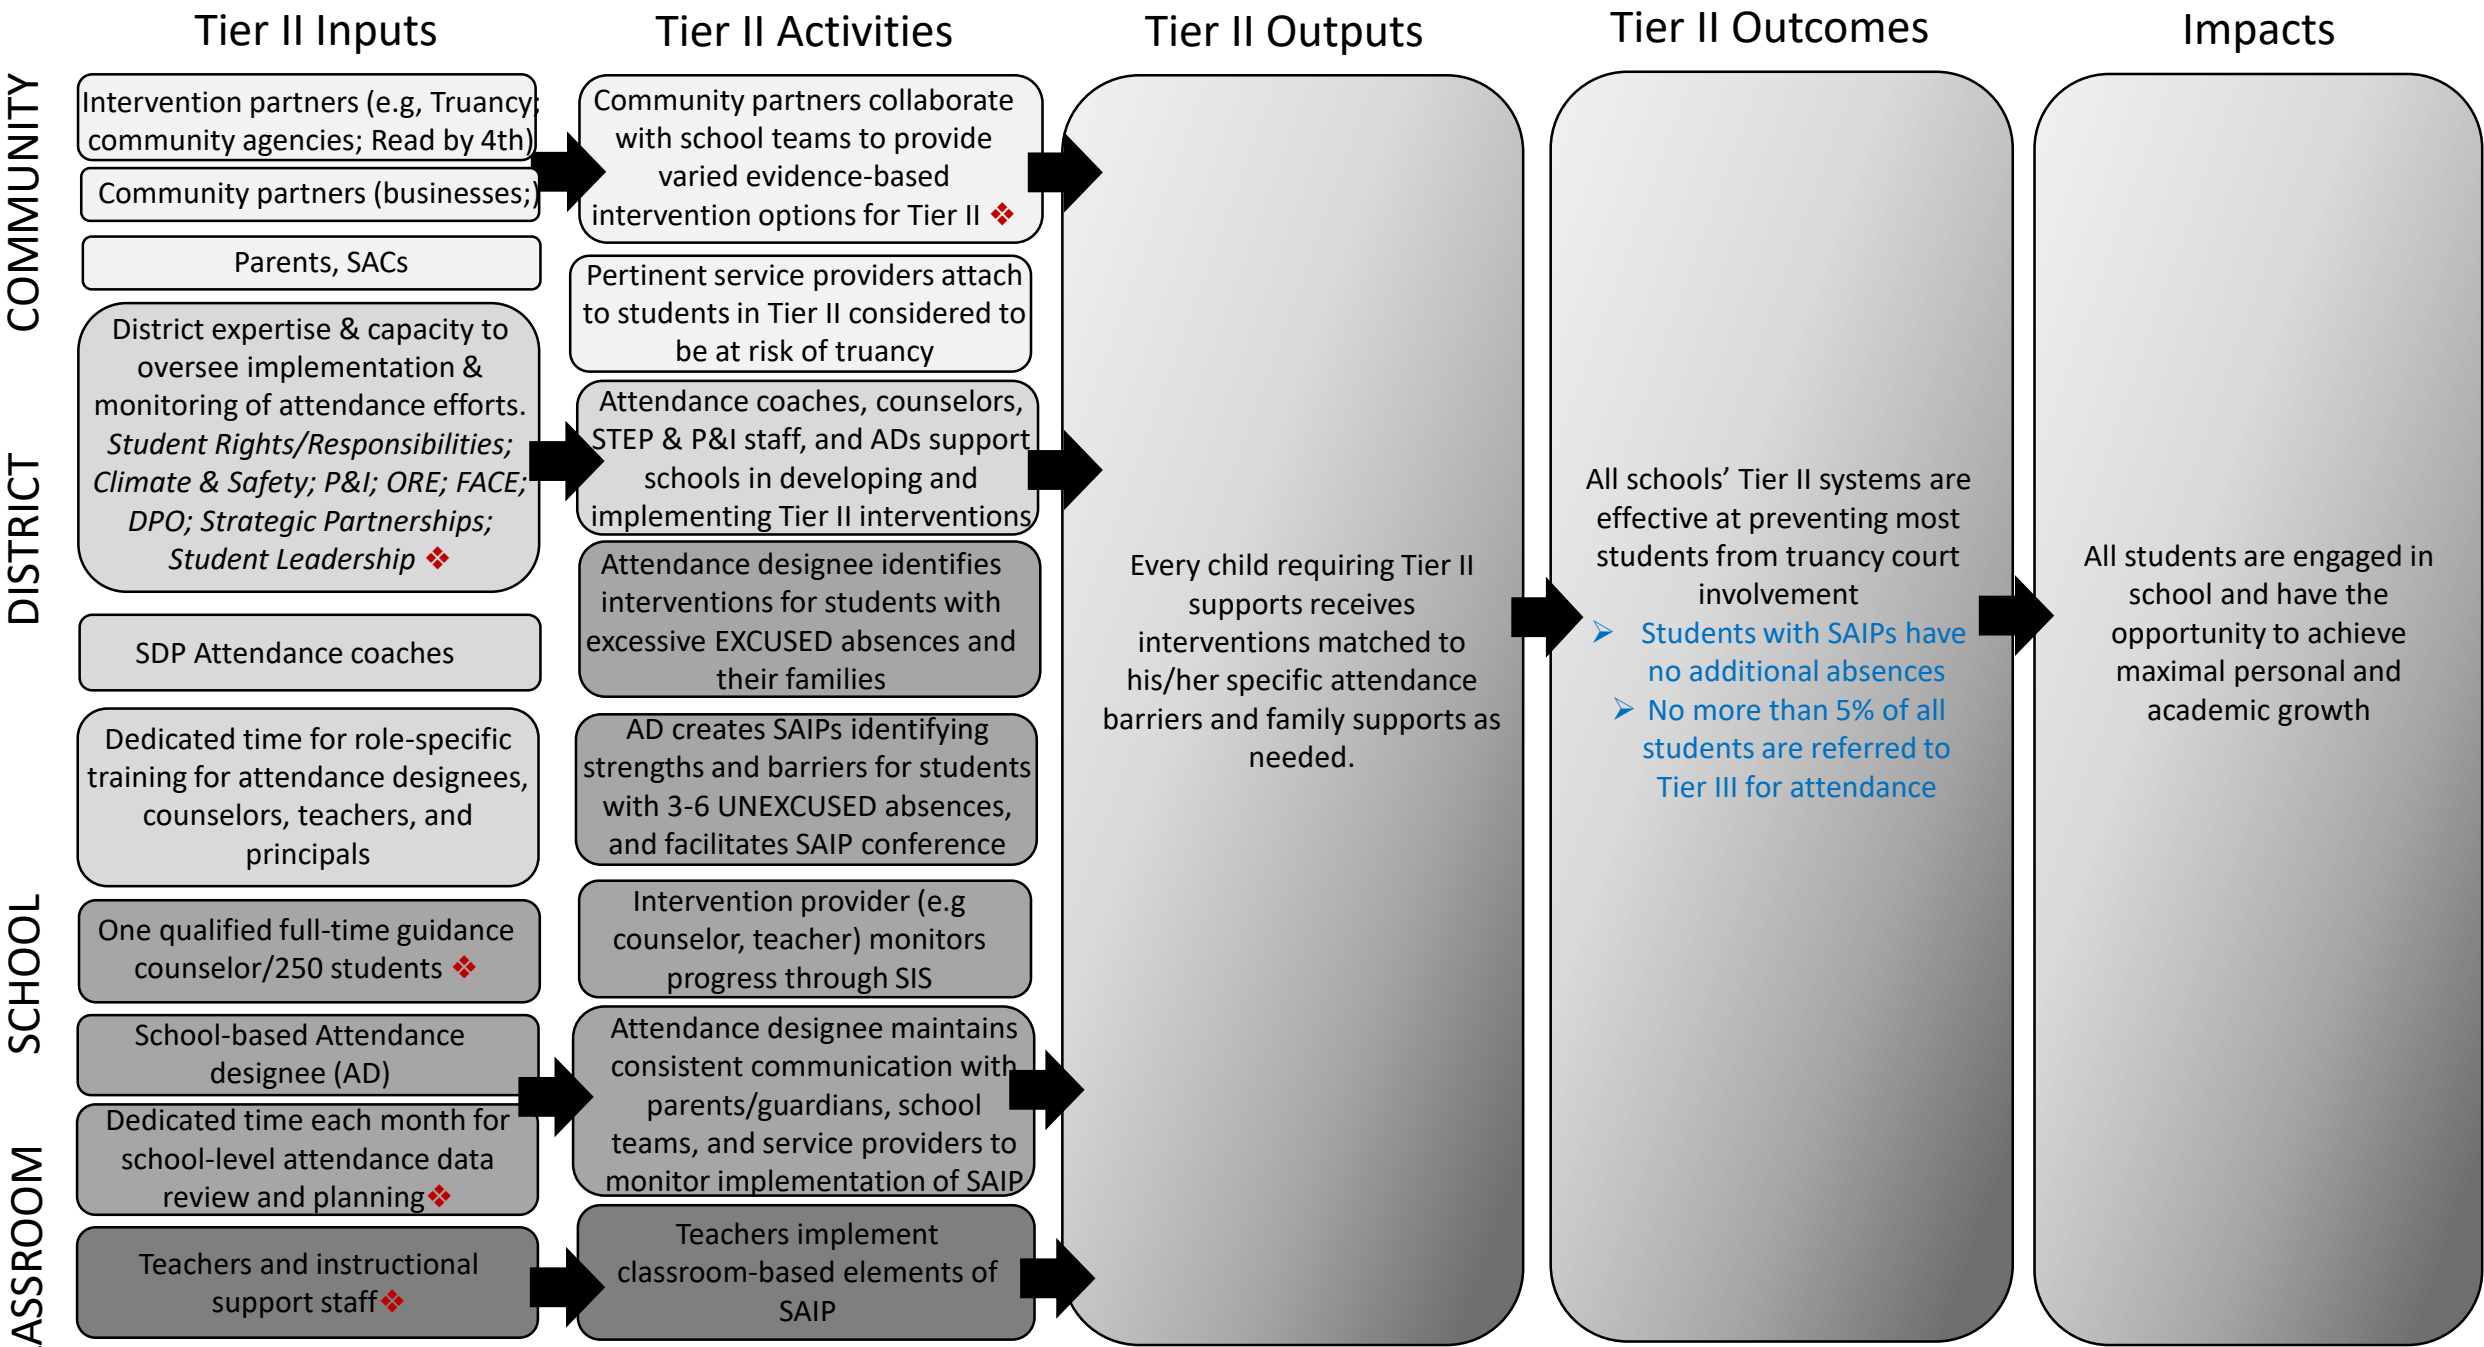 Tier II Inputs
Tier II Activities
Tier II Outputs
Tier II Outcomes
Impacts
COMMUNITY
DISTRICT
SCHOOL
ASSROOM
Intervention partners (e.g, Truancy;
community agencies; Read by 4th)
Community partners (businesses;)
Parents, SACs
District expertise & capacity to
oversee implementation &
monitoring of attendance efforts.
Student Rights/Responsibilities;
Climate & Safety; P&I; ORE; FACE;
DPO; Strategic Partnerships;
Student Leadership ❖
SDP Attendance coaches
Dedicated time for role-specific
training for attendance designees,
counselors, teachers, and
principals
One qualified full-time guidance
counselor/250 students ❖
School-based Attendance
designee (AD)
Dedicated time each month for
school-level attendance data
review and planning❖
Teachers and instructional
support staff❖
Community partners collaborate
with school teams to provide
varied evidence-based
intervention options for Tier II ❖
Pertinent service providers attach
to students in Tier II considered to
be at risk of truancy
Attendance coaches, counselors,
STEP & P&I staff, and ADs support
schools in developing and
implementing Tier II interventions
Attendance designee identifies
interventions for students with
excessive EXCUSED absences and
their families
AD creates SAIPs identifying
strengths and barriers for students
with 3-6 UNEXCUSED absences,
and facilitates SAIP conference
Intervention provider (e.g
counselor, teacher) monitors
progress through SIS
Attendance designee maintains
consistent communication with
parents/guardians, school
teams, and service providers to
monitor implementation of SAIP
Teachers implement
classroom-based elements of
SAIP
Every child requiring Tier II
supports receives
interventions matched to
his/her specific attendance
barriers and family supports as
needed.
All schools’ Tier II systems are
effective at preventing most
students from truancy court
involvement
➢ Students with SAIPs have
no additional absences
➢ No more than 5% of all
students are referred to
Tier III for attendance
All students are engaged in
school and have the
opportunity to achieve
maximal personal and
academic growth